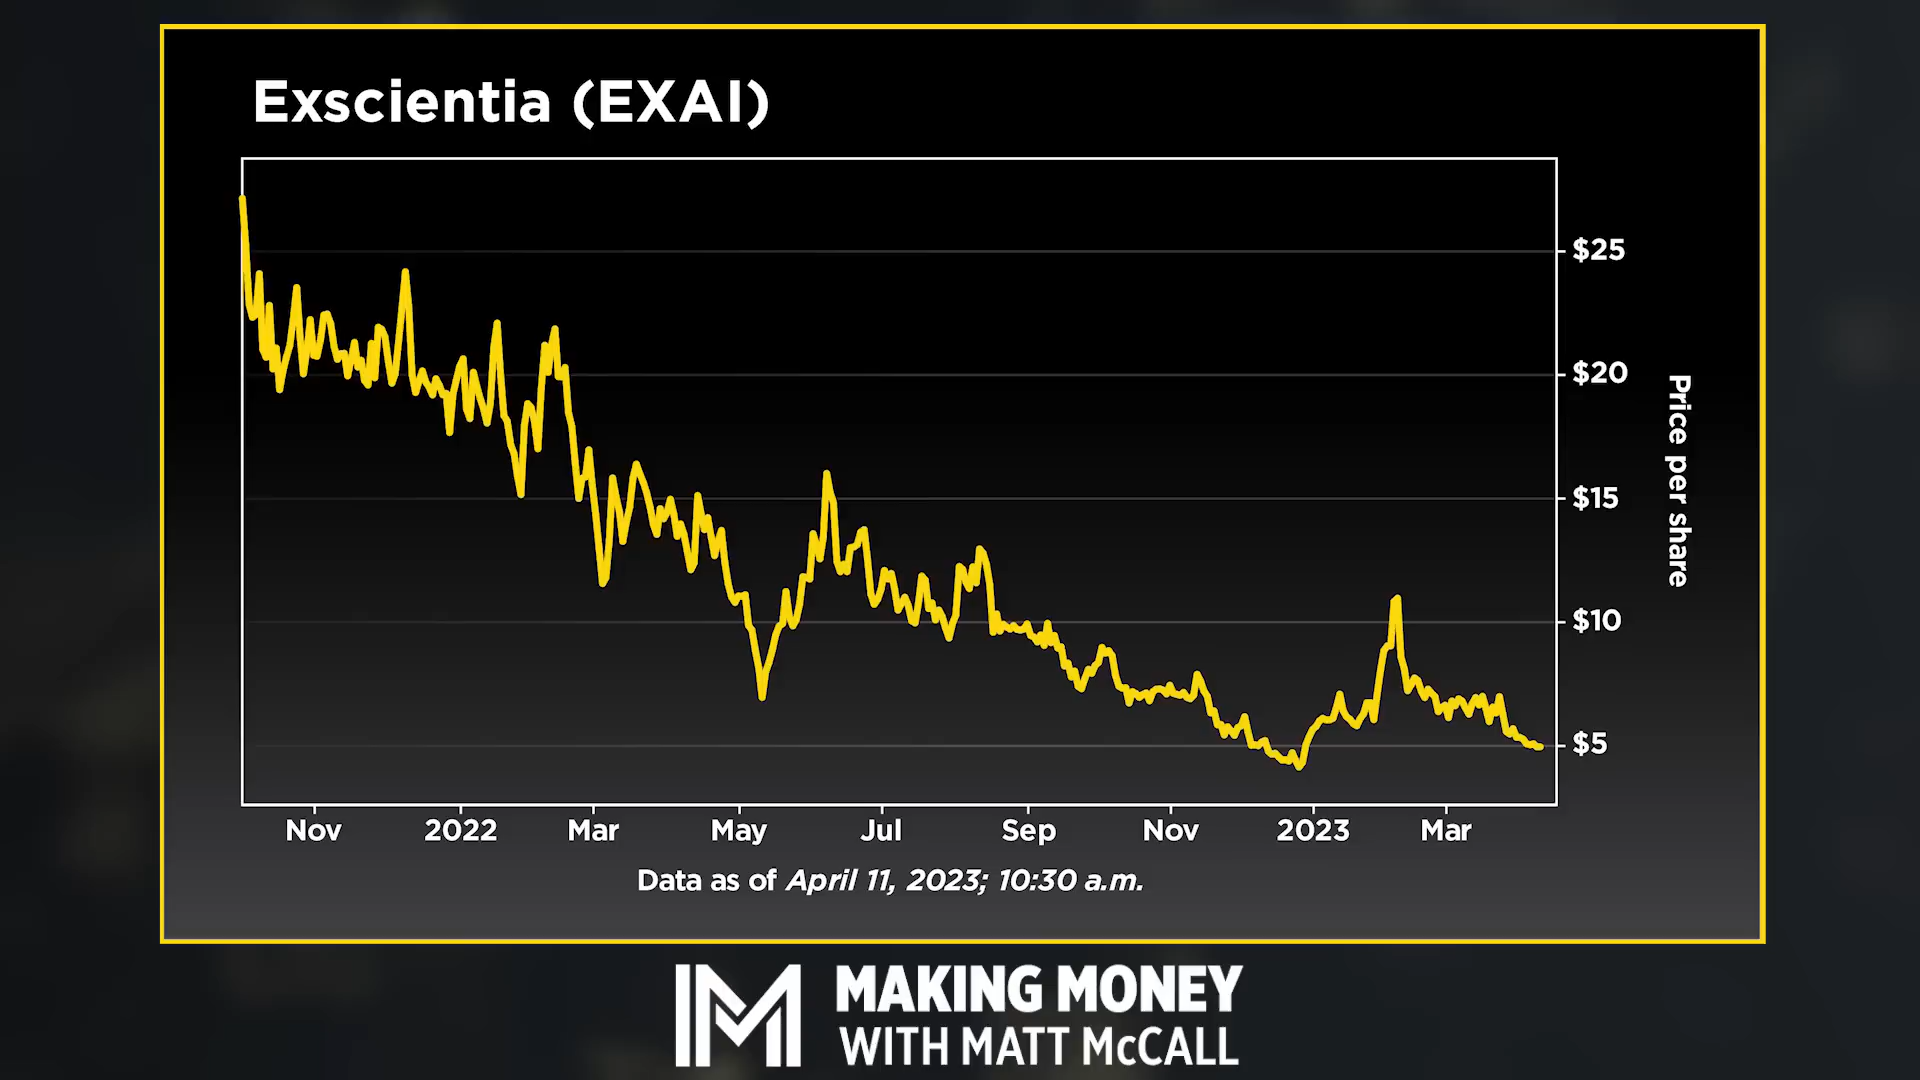 Exscientia (EXAI)
$25
$20
$15
$10
$5
Price per share
Nov 2022 Mar May Jul Sep Nov 2023 Mar
Data as of April 11, 2023; 10:30 a.m.
MAKING MONEY
WITH MATT McCALL